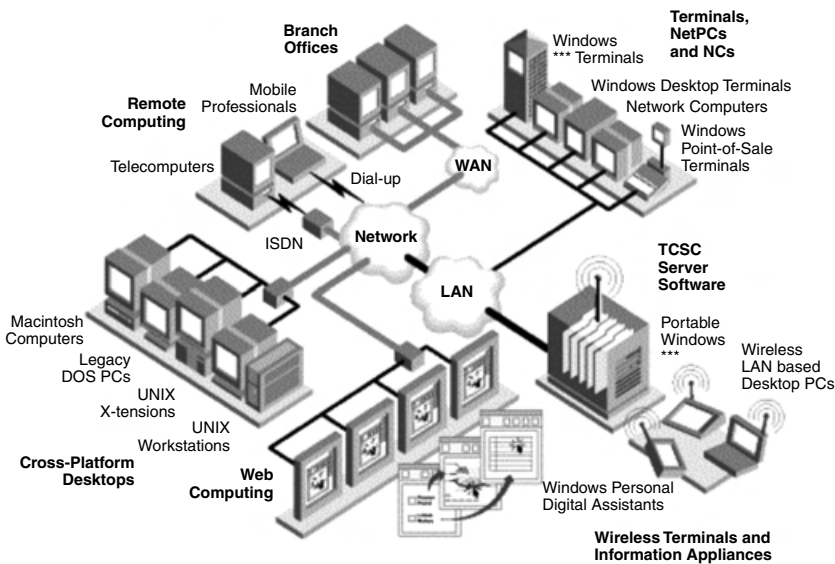 Branch
Offices
Terminals,
NetPCs
and NCs
Windows
*** Terminals
Mobile
Professionals
Remote
Computing
Windows Desktop Terminals
Network Computers
Windows
Point-of-Sale
Terminals
Telecomputers
WAN
Dial-up
ISDN
Network
LAN
TCSC
Server
Software
Macintosh
Computers
Legacy
DOS PCs
UNIX
X-tensions
UNIX
Workstations
Portable
Windows
***
Wireless
LAN based
Desktop PCs
Cross-Platform
Desktops
Web
Computing
Windows Personal
Digital Assistants
Wireless Terminals and
Information Appliances